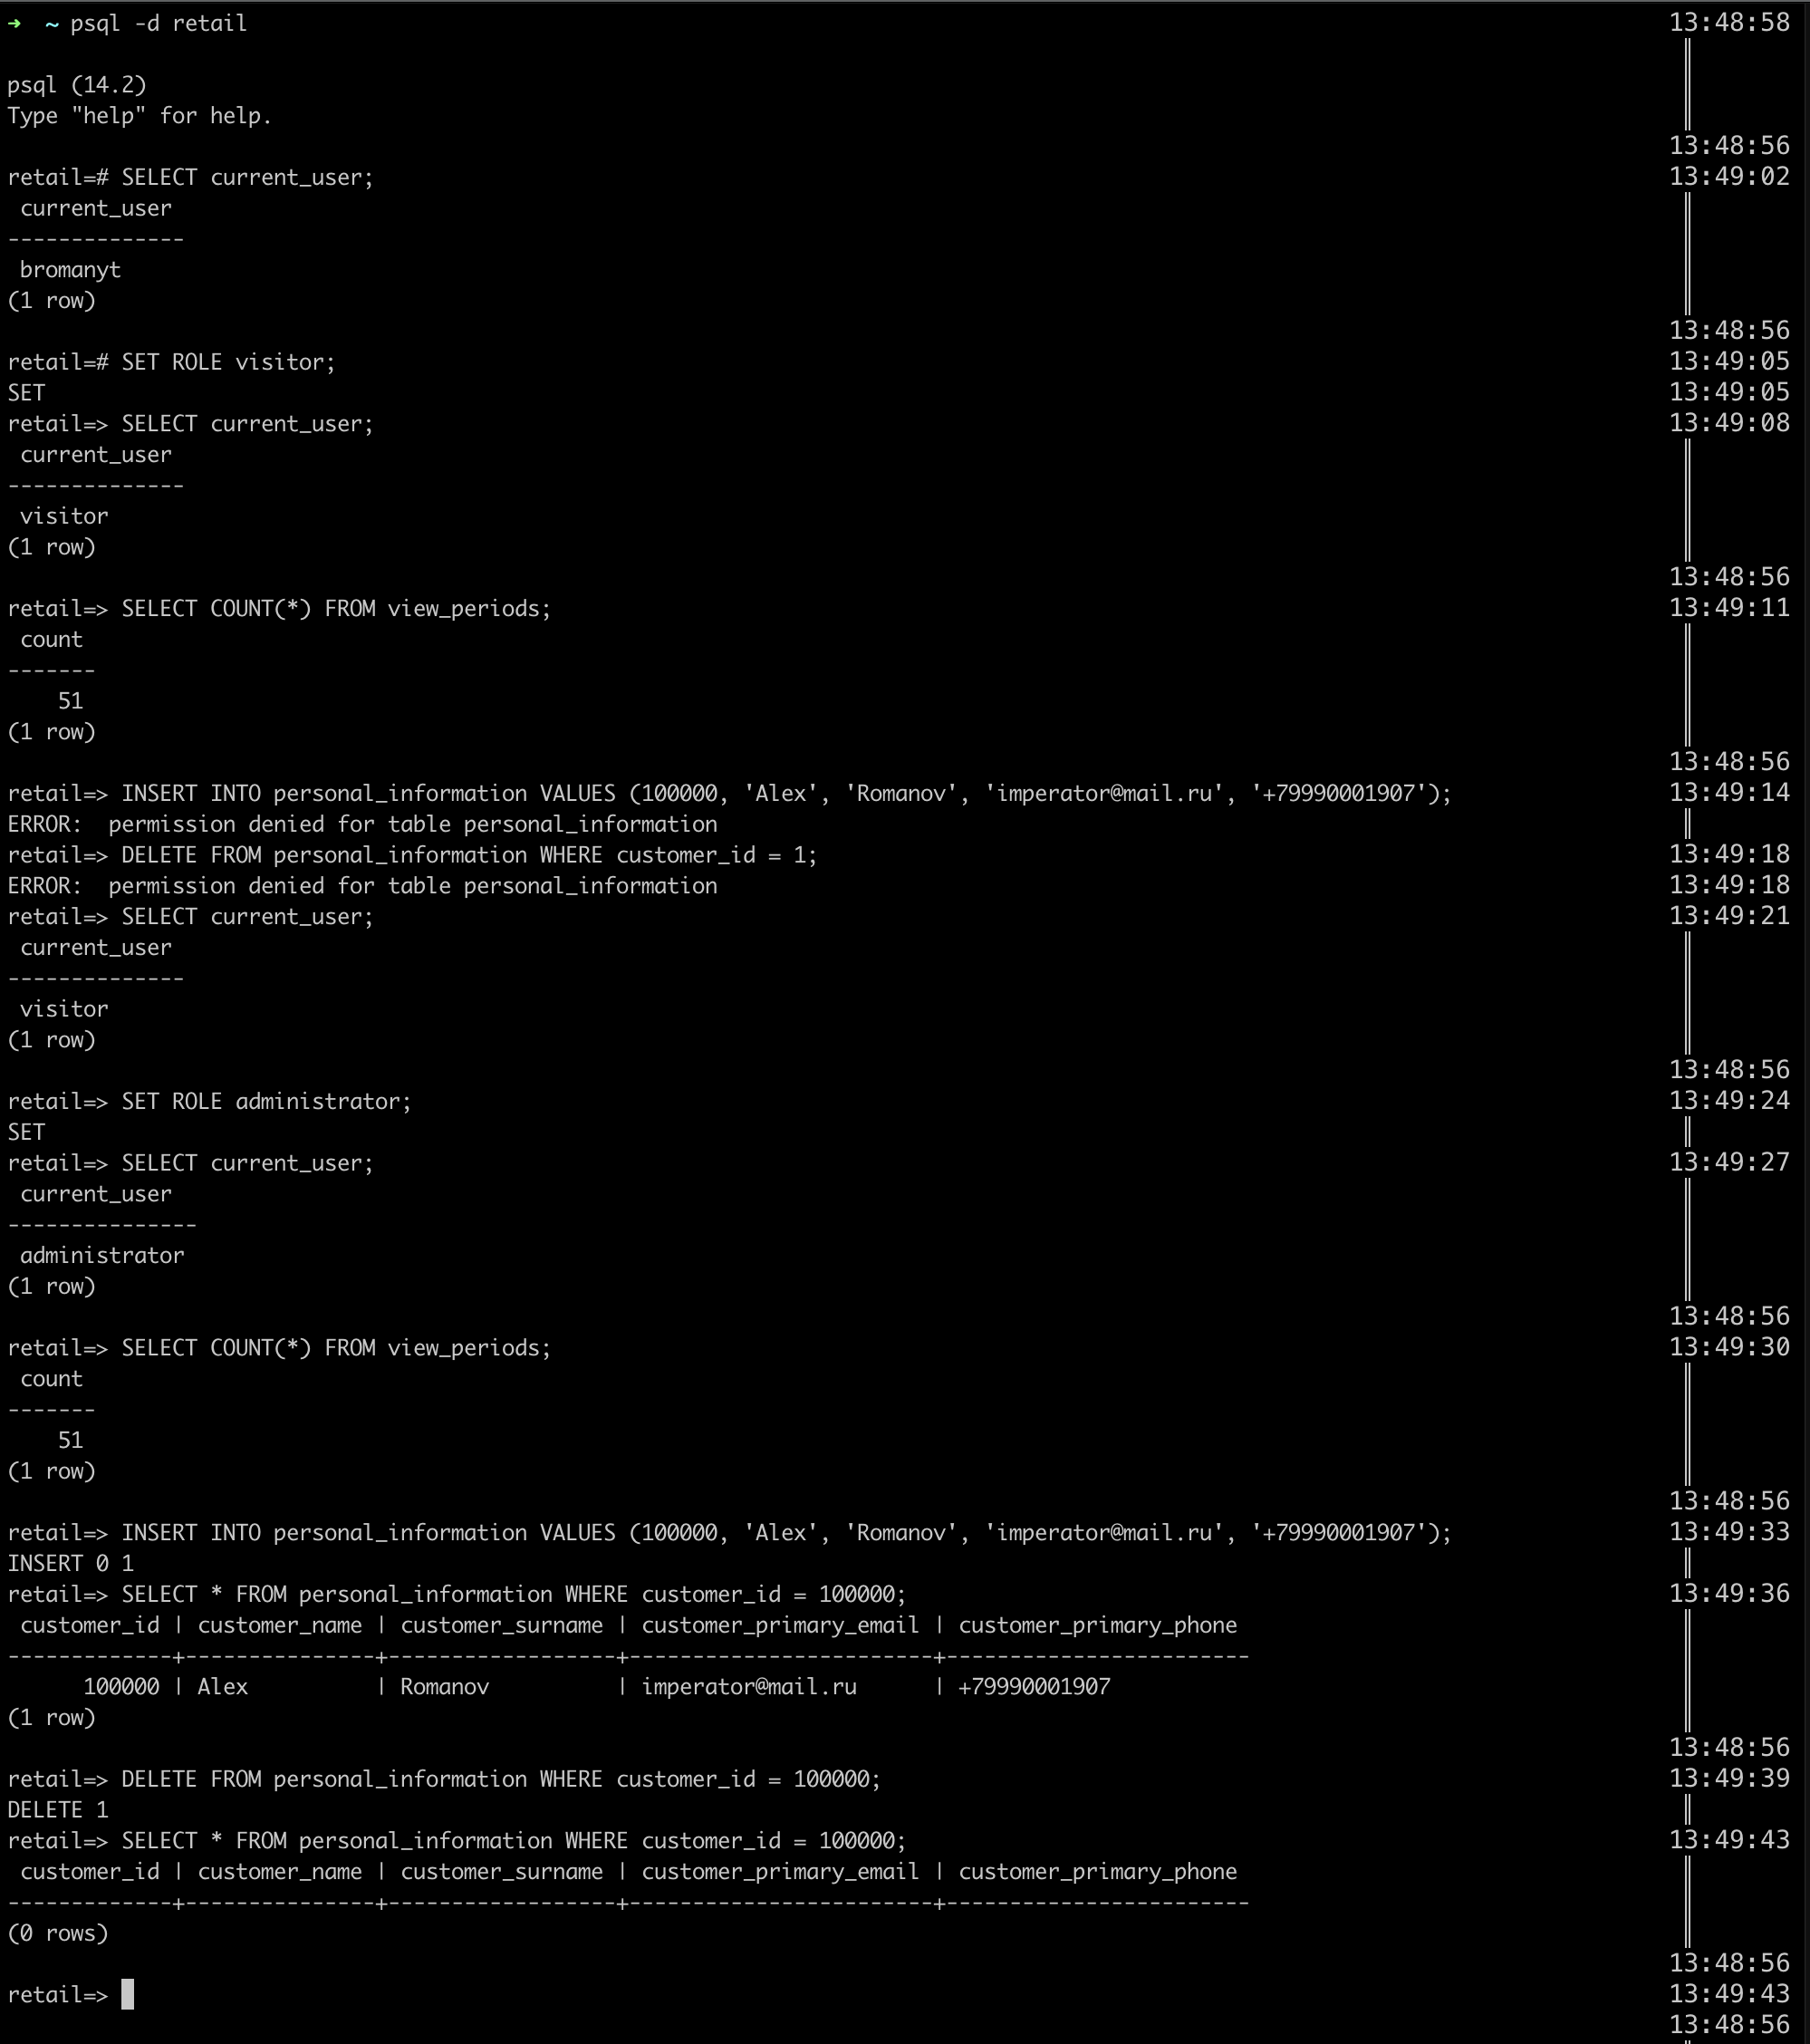 ➜  ~ psql -d retail 13:48:58
psql (14.2)
Type "help" for help.
13:48:56
retail=# SELECT current_user; 13:49:02
 current_user
--------------
 bromanyt
(1 row)
13:48:56
retail=# SET ROLE visitor; 13:49:05
SET 13:49:05
retail=> SELECT current_user; 13:49:08
 current_user
--------------
 visitor
(1 row)
13:48:56
retail=> SELECT COUNT(*) FROM view_periods; 13:49:11
 count
-------
    51
(1 row)
13:48:56
retail=> INSERT INTO personal_information VALUES (100000, 'Alex', 'Romanov', 'imperator@mail.ru', '+79990001907'); 13:49:14
ERROR:  permission denied for table personal_information
retail=> DELETE FROM personal_information WHERE customer_id = 1; 13:49:18
ERROR:  permission denied for table personal_information 13:49:18
retail=> SELECT current_user; 13:49:21
 current_user
--------------
 visitor
(1 row)
13:48:56
retail=> SET ROLE administrator; 13:49:24
SET
retail=> SELECT current_user; 13:49:27
 current_user
---------------
 administrator
(1 row)
13:48:56
retail=> SELECT COUNT(*) FROM view_periods; 13:49:30
 count
-------
    51
(1 row)
13:48:56
retail=> INSERT INTO personal_information VALUES (100000, 'Alex', 'Romanov', 'imperator@mail.ru', '+79990001907'); 13:49:33
INSERT 0 1
retail=> SELECT * FROM personal_information WHERE customer_id = 100000; 13:49:36
 customer_id | customer_name | customer_surname | customer_primary_email | customer_primary_phone
-------------+---------------+------------------+------------------------+------------------------
      100000 | Alex          | Romanov          | imperator@mail.ru      | +79990001907
(1 row)
13:48:56
retail=> DELETE FROM personal_information WHERE customer_id = 100000; 13:49:39
DELETE 1
retail=> SELECT * FROM personal_information WHERE customer_id = 100000; 13:49:43
 customer_id | customer_name | customer_surname | customer_primary_email | customer_primary_phone
-------------+---------------+------------------+------------------------+------------------------
(0 rows)
13:48:56
retail=> 13:49:43
13:48:56